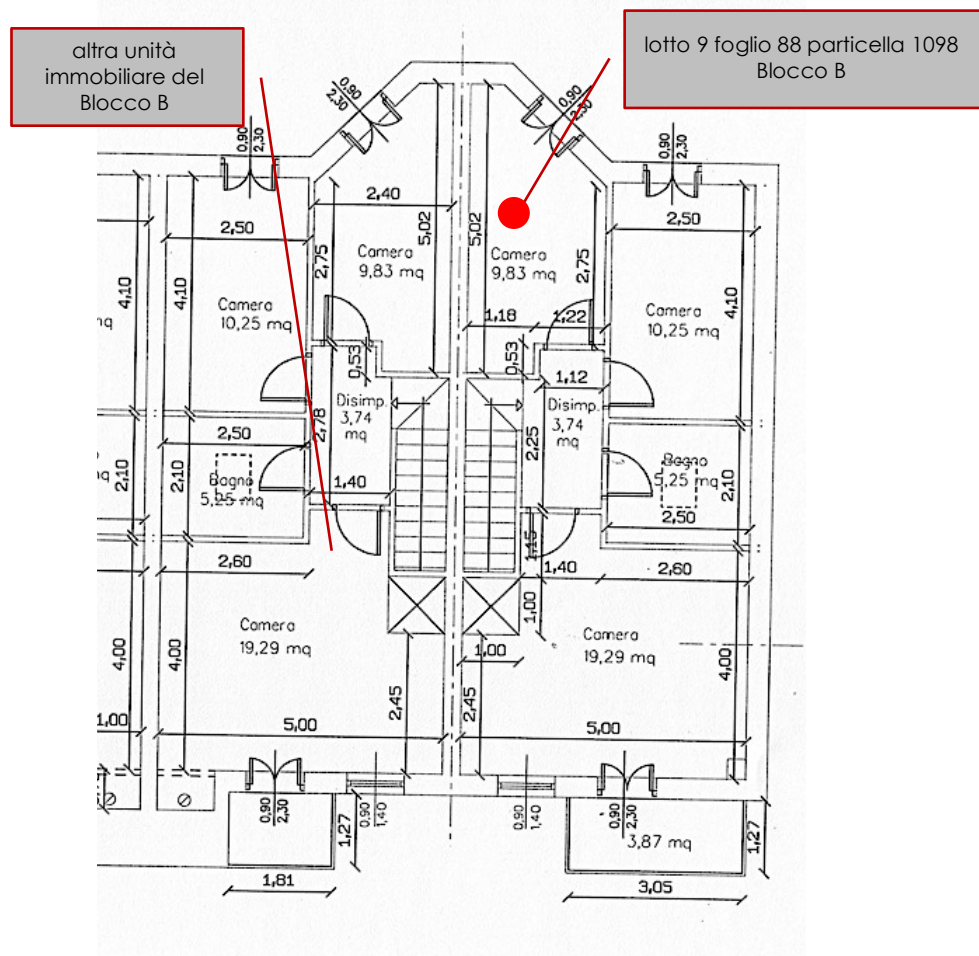 altra unità
immobiliare del
Blocco B
lotto 9 foglio 88 particella 1098
Blocco B
0,90
2,30
0,90
2,30
0,90
2,30
0,90
2,30
2,40
2,50
2,50
5,02
5,02
Camera
9,83 mq
Camera
9,83 mq
2,75
2,75
4,10
4,10
4,10
Camera
10,25 mq
Camera
10,25 mq
mq
1,18
1,22
0,53
0,53
1,12
Disimp.
3,74
mq
Disimp.
3,74
mq
2,78
2,25
2,50
Bagno
5,25 mq
Bagno
5,25 mq
mq
2,10
2,10
2,10
1,40
2,50
1,15
2,60
1,40
2,60
1,00
Camera
19,29 mq
Camera
19,29 mq
1,00
4,00
4,00
4,00
2,45
2,45
1,00
5,00
5,00
0,90
2,30
0,90
1,40
0,90
1,40
0,90
2,30
1,27
3,87 mq
1,27
1,81
3,05